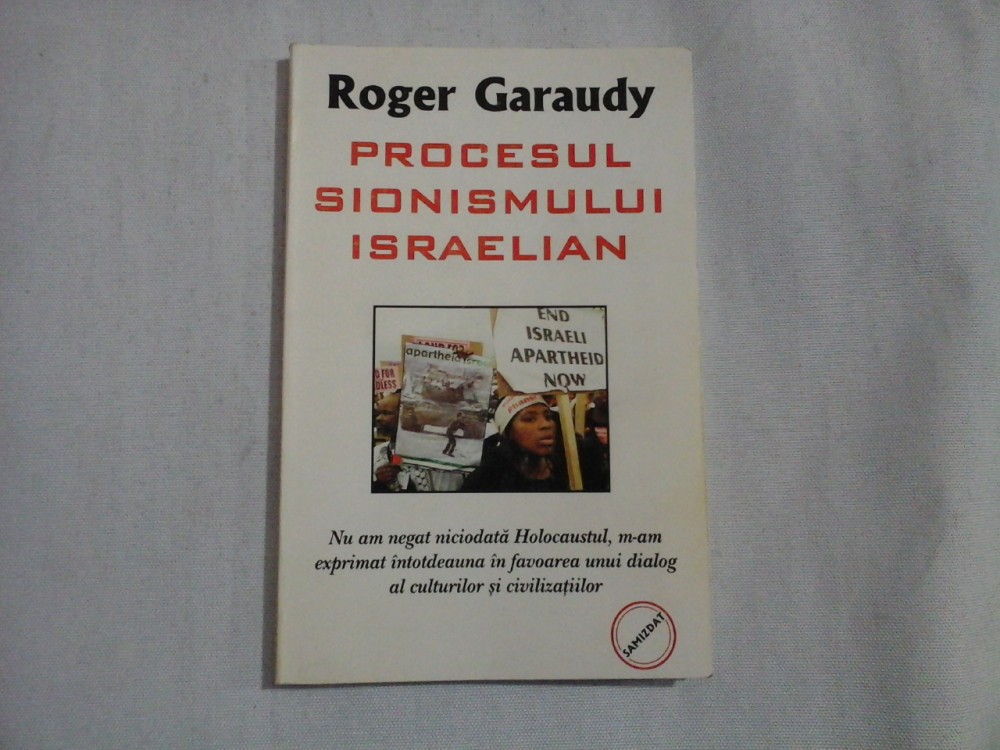 Roger Garaudy
PROCESUL
SIONISMULUI
ISRAELIAN
END
ISRAELI
APARTHEID
NOW
apartheid
Nu am negat niciodată Holocaustul, m-am
exprimat întotdeauna în favoarea unui dialog
al culturilor și civilizațiilor
SAMIZDAT